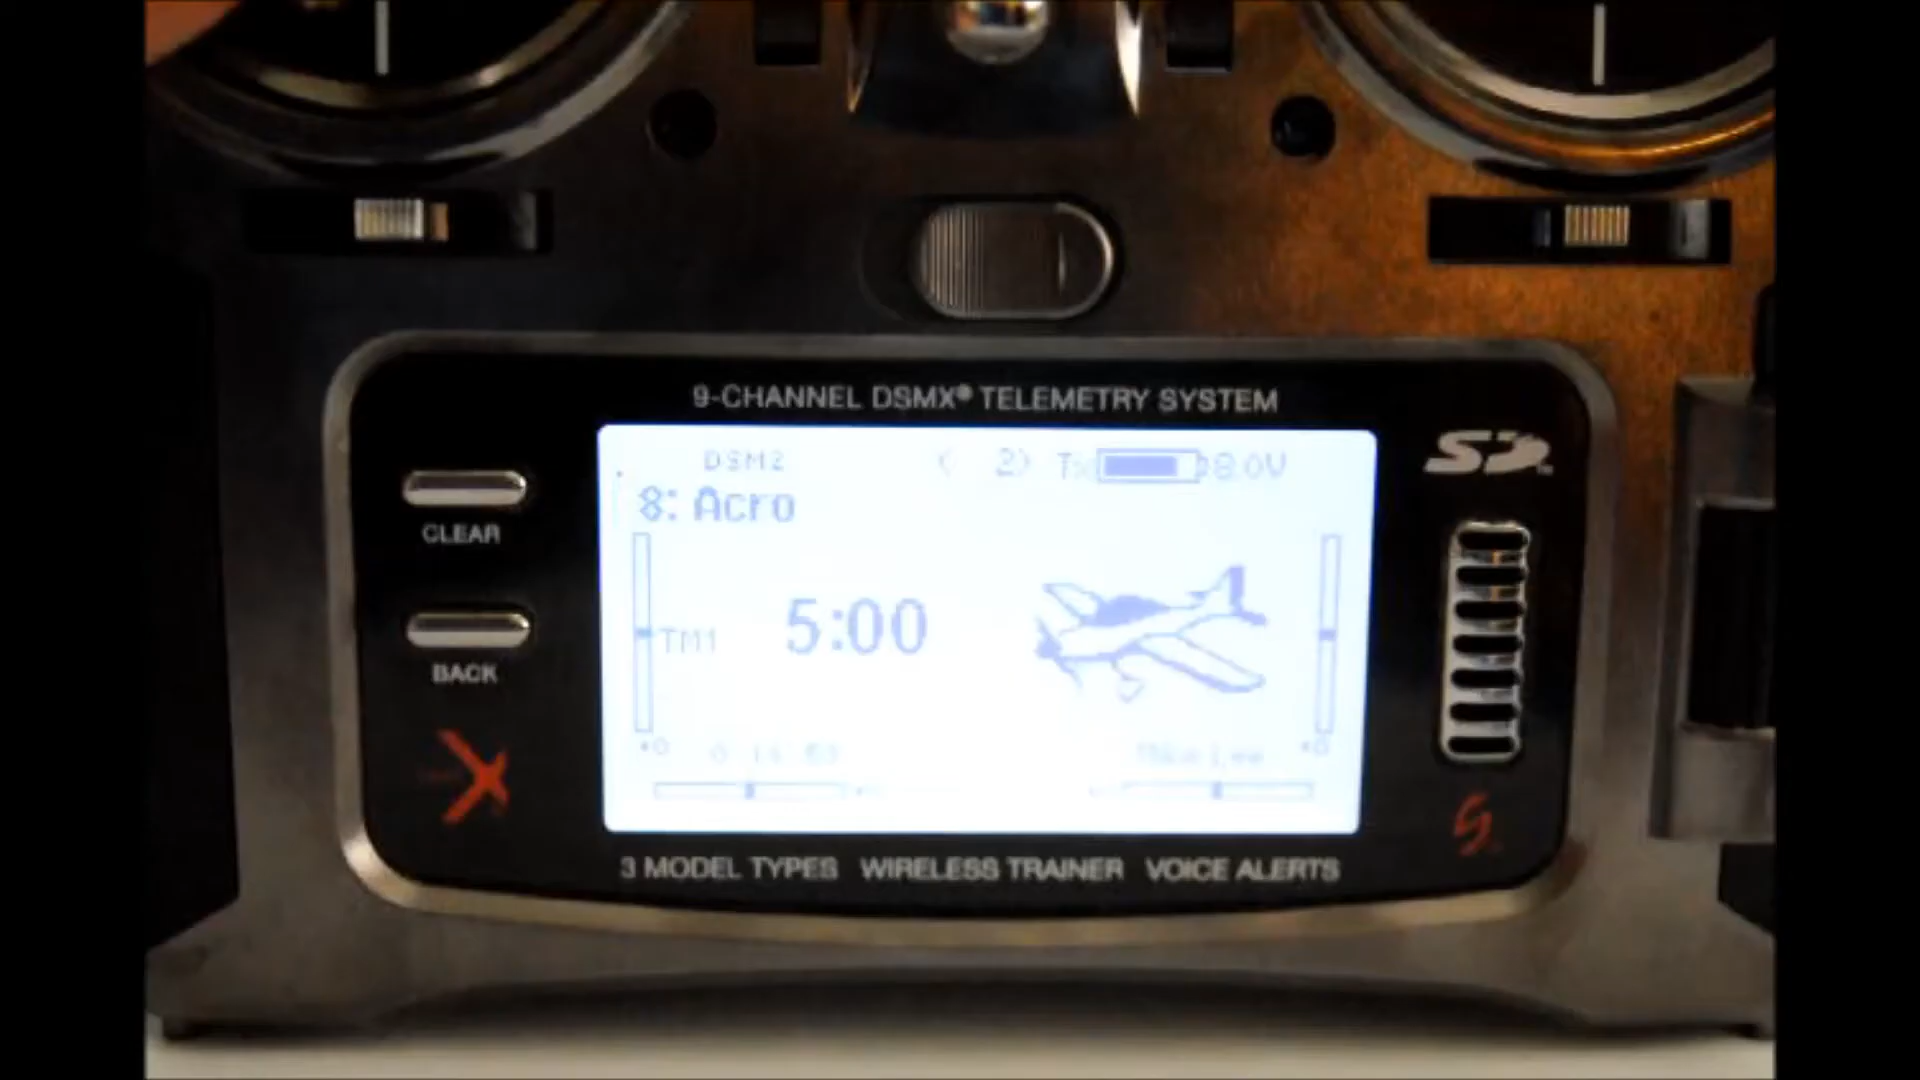 9-CHANNEL DSMX® TELEMETRY SYSTEM
DSM2 2 Tx 8.0V
8: Acro
CLEAR
TM1 5:00
BACK
3 MODEL TYPES WIRELESS TRAINER VOICE ALERTS